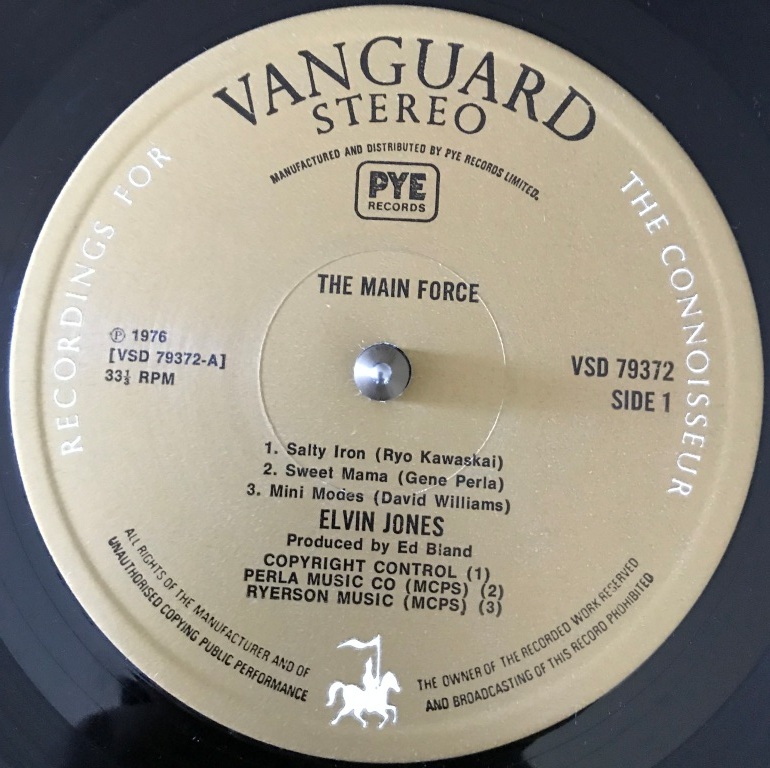 VANGUARD
STEREO
MANUFACTURED AND DISTRIBUTED BY PYE RECORDS LIMITED.
PYE
RECORDS
RECORDINGS FOR
THE CONNOISSEUR
THE MAIN FORCE
℗ 1976
[VSD 79372-A]
33⅓ RPM
VSD 79372
SIDE 1
1. Salty Iron (Ryo Kawaskai)
2. Sweet Mama (Gene Perla)
3. Mini Modes (David Williams)
ELVIN JONES
Produced by Ed Bland
COPYRIGHT CONTROL (1)
PERLA MUSIC CO (MCPS) (2)
RYERSON MUSIC (MCPS) (3)
ALL RIGHTS OF THE MANUFACTURER AND OF
THE OWNER OF THE RECORDED WORK RESERVED
UNAUTHORISED COPYING PUBLIC PERFORMANCE
AND BROADCASTING OF THIS RECORD PROHIBITED